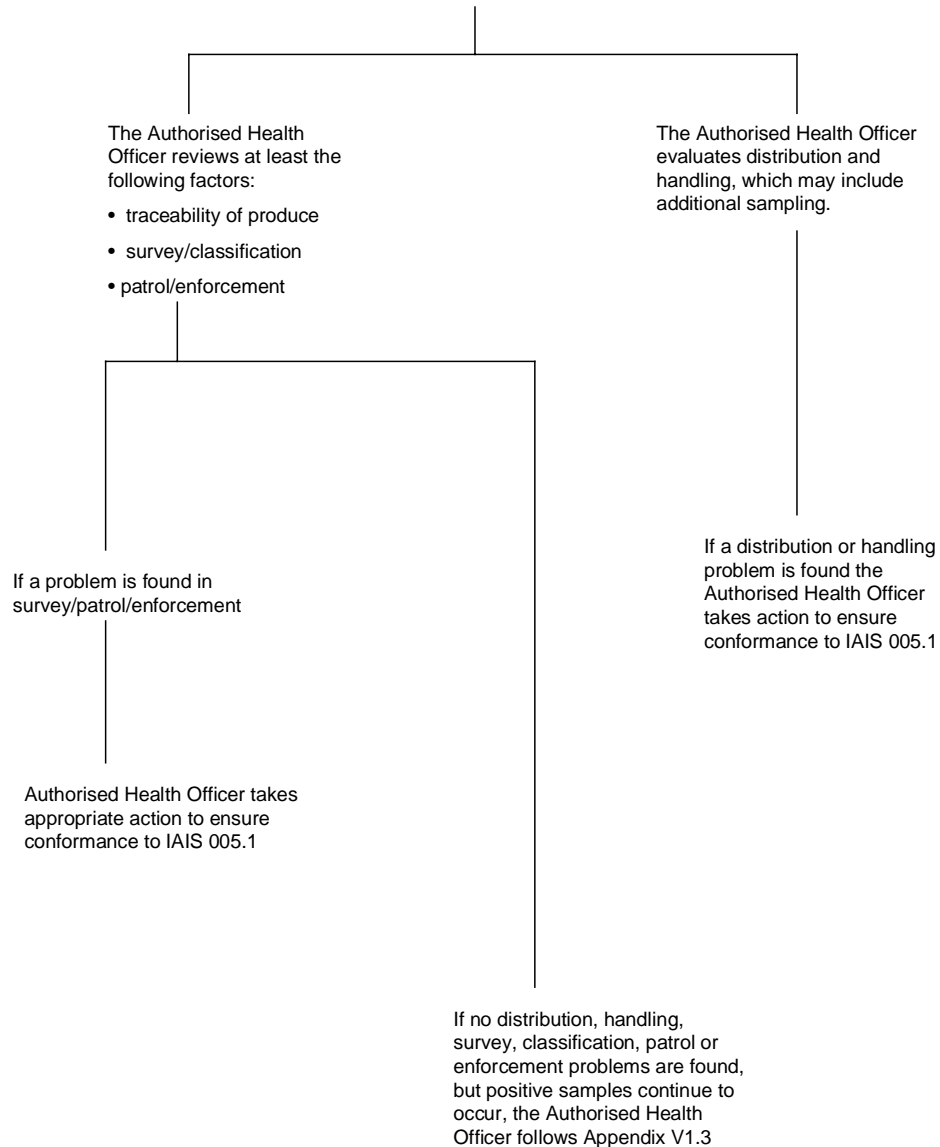 The Authorised Health
Officer reviews at least the
following factors:
• traceability of produce
• survey/classification
• patrol/enforcement
The Authorised Health Officer
evaluates distribution and
handling, which may include
additional sampling.
If a problem is found in
survey/patrol/enforcement
If a distribution or handling
problem is found the
Authorised Health Officer
takes action to ensure
conformance to IAIS 005.1
Authorised Health Officer takes
appropriate action to ensure
conformance to IAIS 005.1
If no distribution, handling,
survey, classification, patrol or
enforcement problems are found,
but positive samples continue to
occur, the Authorised Health
Officer follows Appendix V1.3